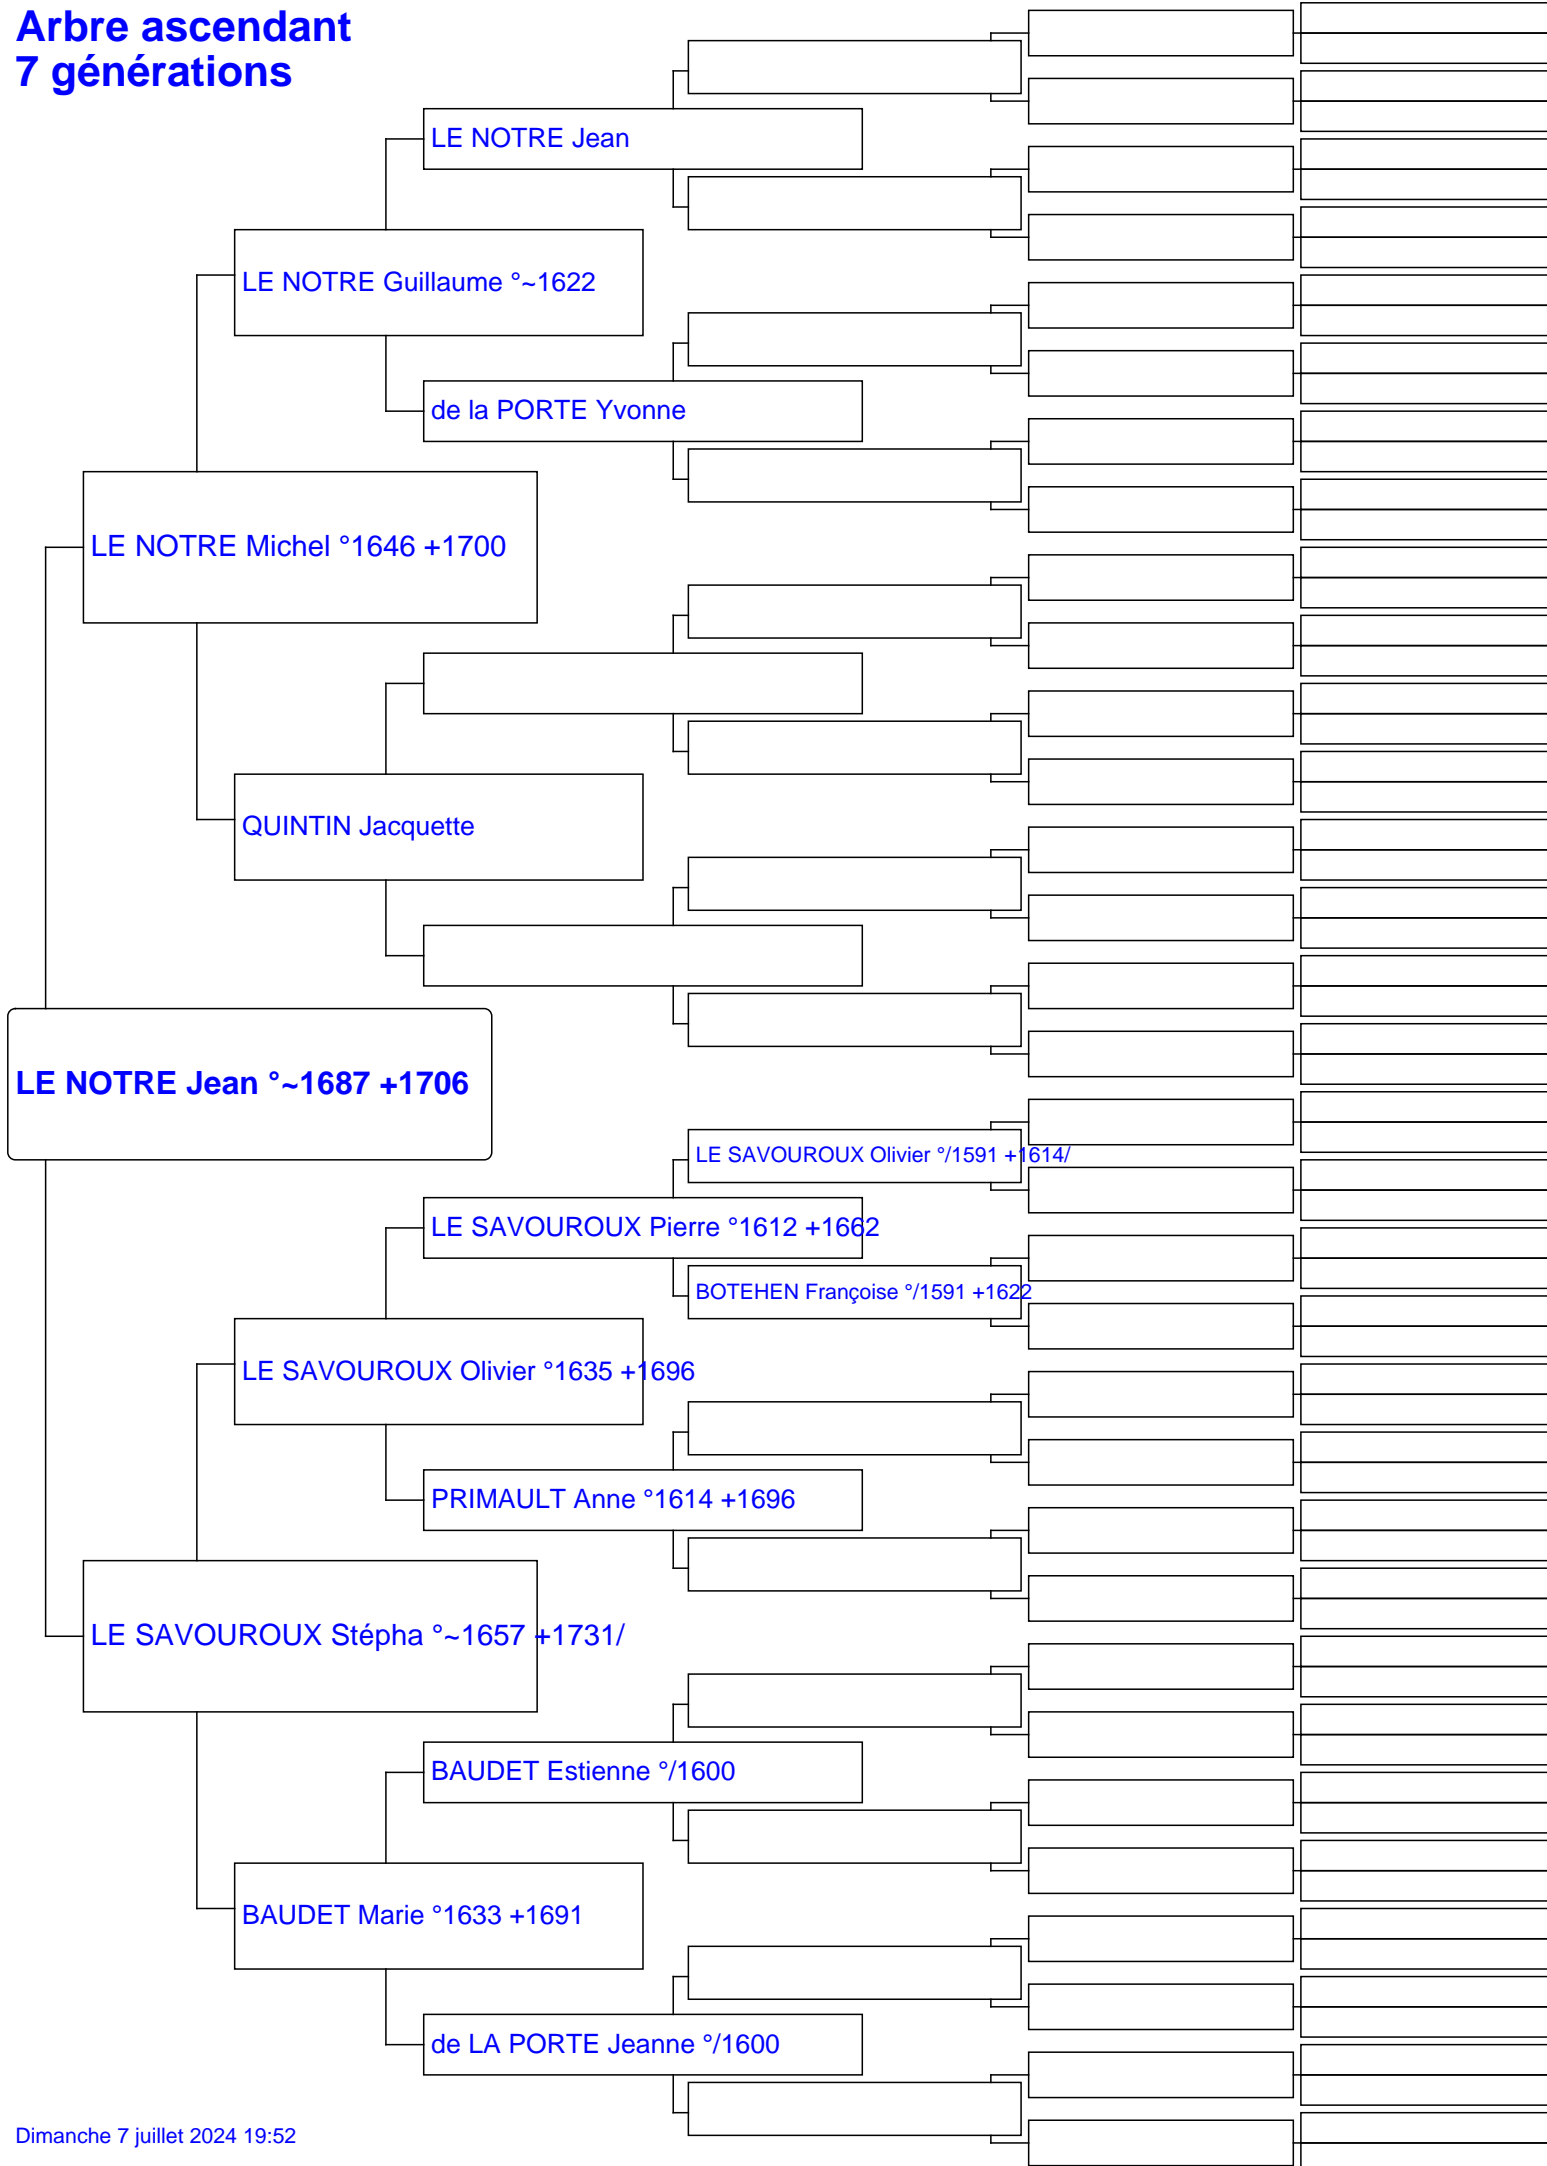 Arbre ascendant
7 générations
LE NOTRE Jean
LE NOTRE Guillaume °~1622
de la PORTE Yvonne
LE NOTRE Michel °1646 +1700
QUINTIN Jacquette
LE NOTRE Jean °~1687 +1706
LE SAVOUROUX Olivier °/1591 +1614/
LE SAVOUROUX Pierre °1612 +1662
BOTEHEN Françoise °/1591 +1622
LE SAVOUROUX Olivier °1635 +1696
PRIMAULT Anne °1614 +1696
LE SAVOUROUX Stépha °~1657 +1731/
BAUDET Estienne °/1600
BAUDET Marie °1633 +1691
de LA PORTE Jeanne °/1600
Dimanche 7 juillet 2024 19:52